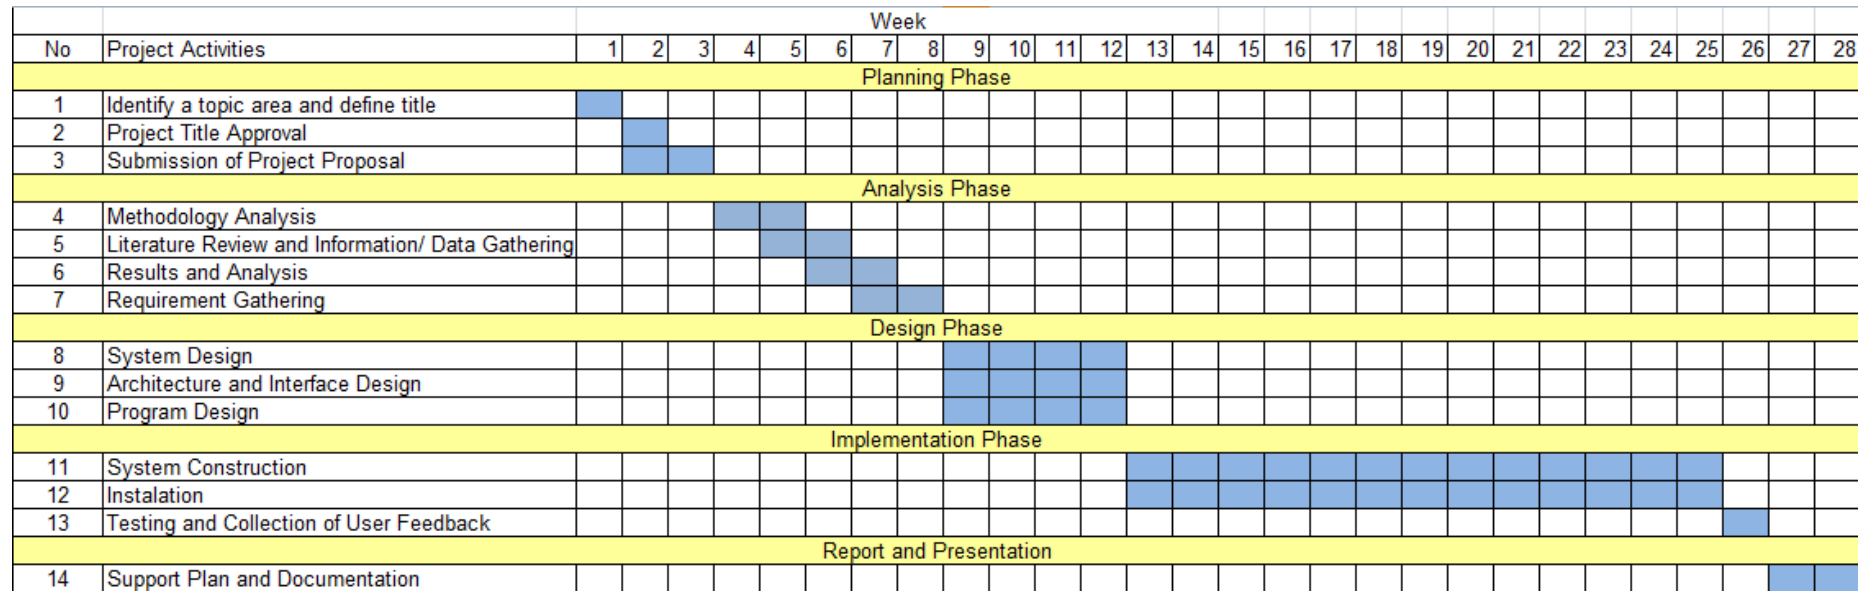 Week
No Project Activities 1 2 3 4 5 6 7 8 9 10 11 12 13 14 15 16 17 18 19 20 21 22 23 24 25 26 27 28
Planning Phase
1 Identify a topic area and define title
2 Project Title Approval
3 Submission of Project Proposal
Analysis Phase
4 Methodology Analysis
5 Literature Review and Information/ Data Gathering
6 Results and Analysis
7 Requirement Gathering
Design Phase
8 System Design
9 Architecture and Interface Design
10 Program Design
Implementation Phase
11 System Construction
12 Instalation
13 Testing and Collection of User Feedback
Report and Presentation
14 Support Plan and Documentation